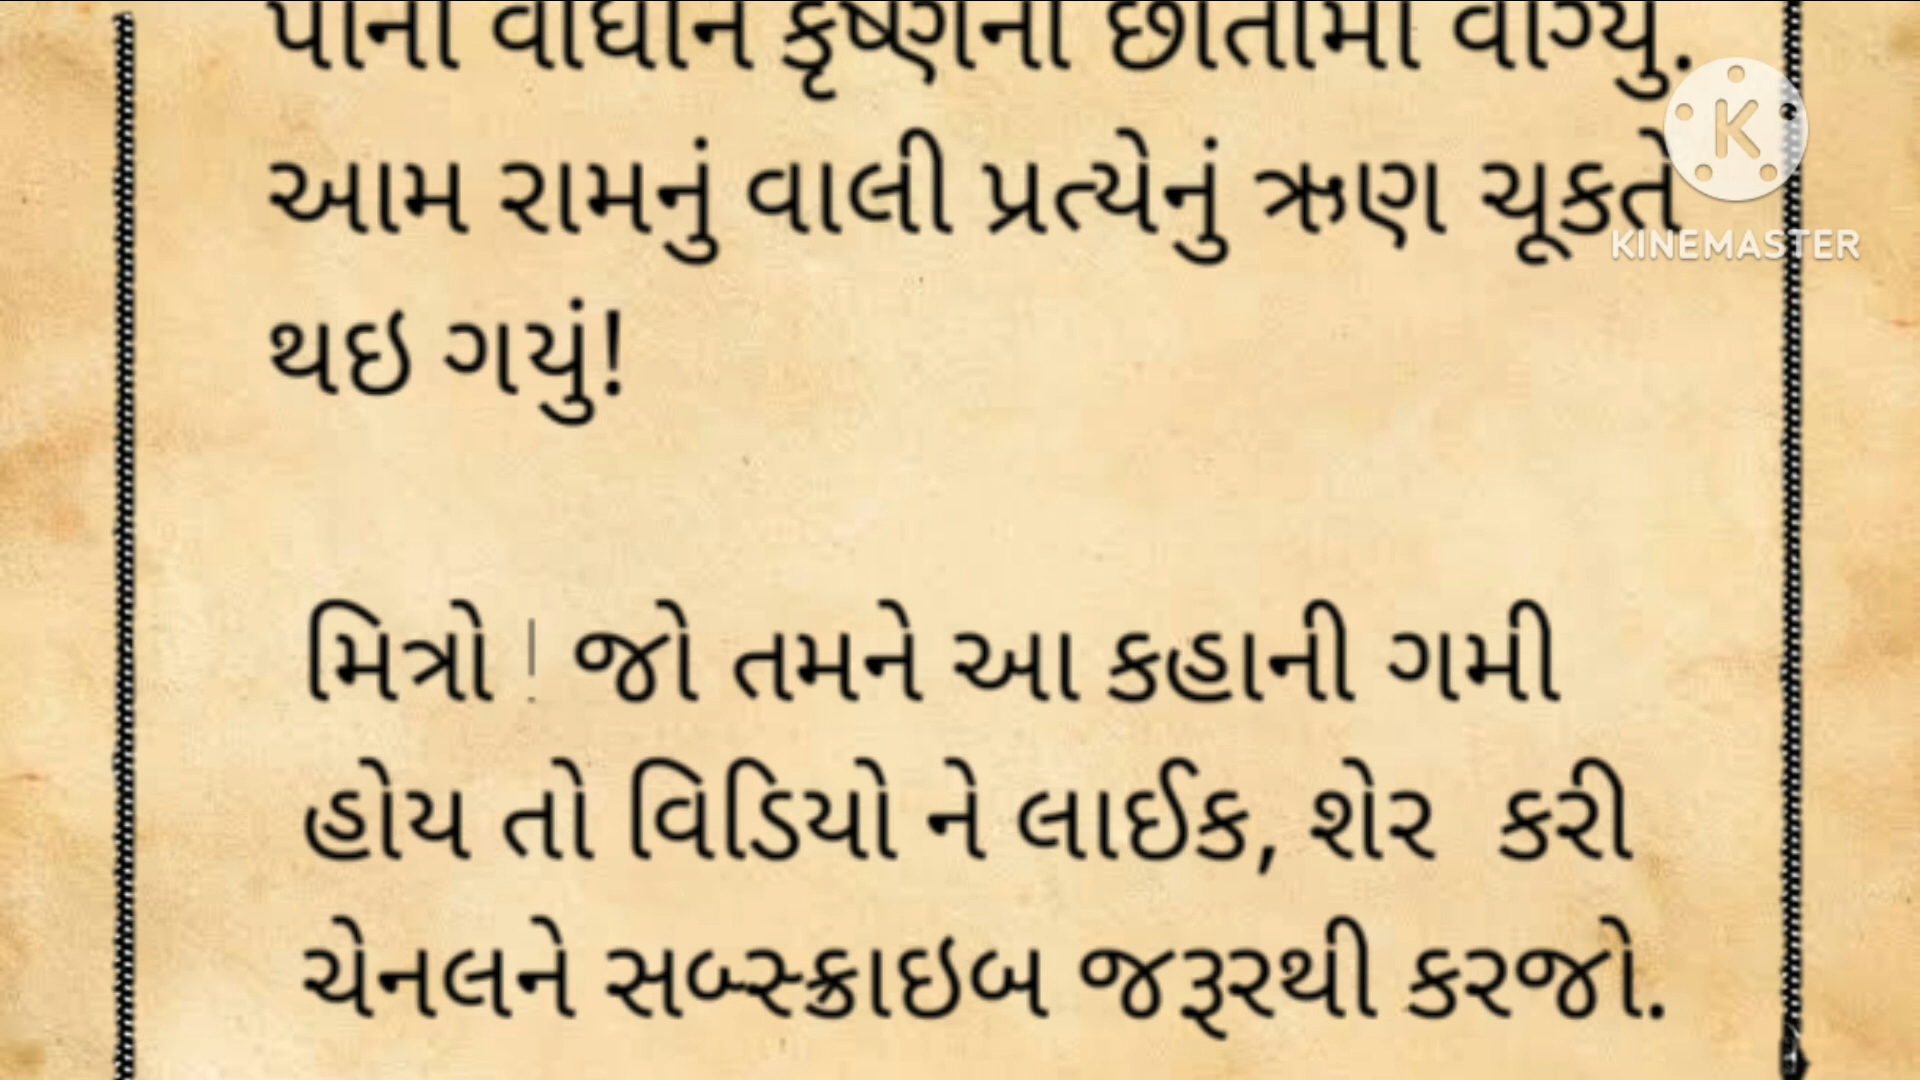 પાની વીંધીને કૃષ્ણની છાતીમાં વાગ્યું.
આમ રામનું વાલી પ્રત્યેનું ઋણ ચૂકતે
થઇ ગયું!
મિત્રો ! જો તમને આ કહાની ગમી
હોય તો વિડિયો ને લાઈક, શેર કરી
ચેનલને સબ્સ્ક્રાઇબ જરૂરથી કરજો.
K
KINEMASTER